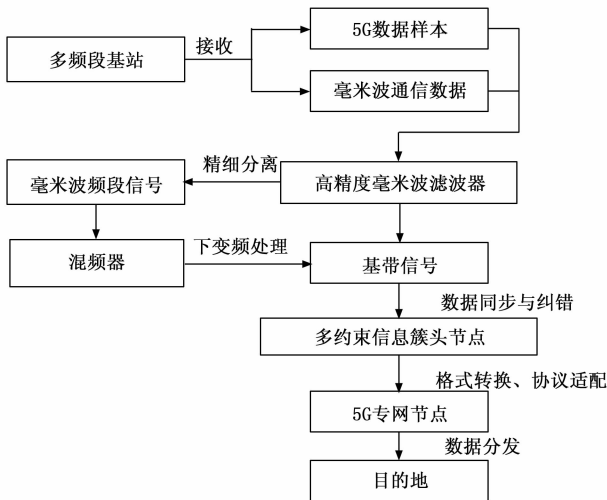 5G数据样本
多频段基站
接收
毫米波通信数据
精细分离
毫米波频段信号
高精度毫米波滤波器
下变频处理
混频器
基带信号
数据同步与纠错
多约束信息簇头节点
格式转换、协议适配
5G专网节点
数据分发
目的地